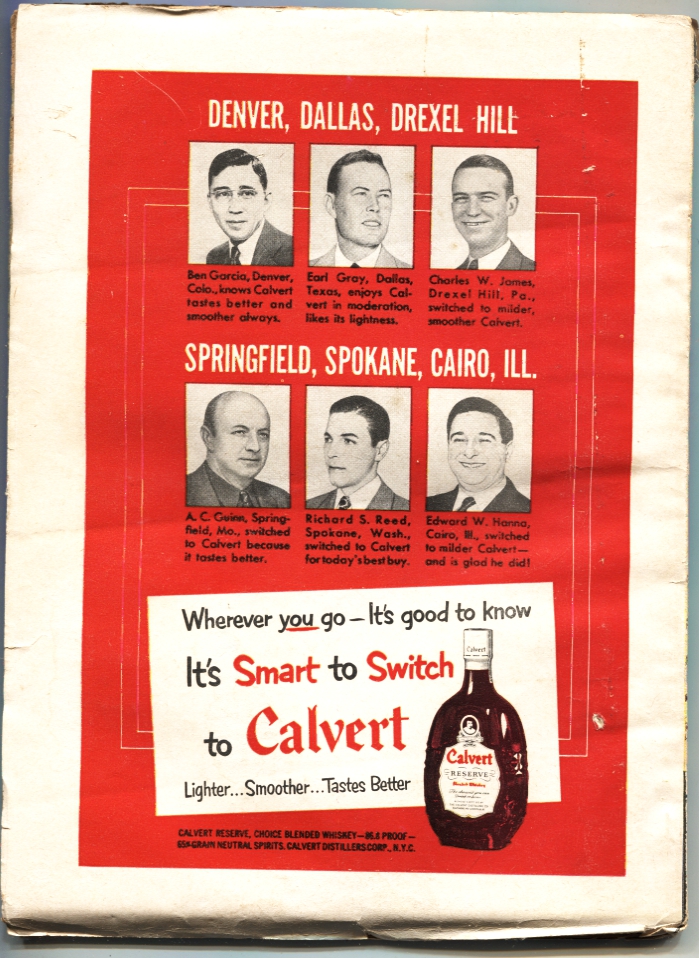 DENVER, DALLAS, DREXEL HILL
Ben Garcia, Denver,
Colo., knows Calvert
tastes better and
smoother always.
Earl Gray, Dallas,
Texas, enjoys Cal-
vert in moderation,
likes its lightness.
Charles W. James,
Drexel Hill, Pa.,
switched to milder,
smoother Calvert.
SPRINGFIELD, SPOKANE, CAIRO, ILL.
A. C. Guinn, Spring-
field, Mo., switched
to Calvert because
it tastes better.
Richard S. Reed,
Spokane, Wash.,
switched to Calvert
for today's best buy.
Edward W. Hanna,
Cairo, Ill., switched
to milder Calvert—
and is glad he did!
Wherever you go—It's good to know
It's Smart to Switch
to Calvert
Lighter...Smoother...Tastes Better
Calvert
Calvert
RESERVE
Blended Whiskey
CALVERT RESERVE, CHOICE BLENDED WHISKEY—86.8 PROOF—
65% GRAIN NEUTRAL SPIRITS. CALVERT DISTILLERS CORP., N.Y.C.